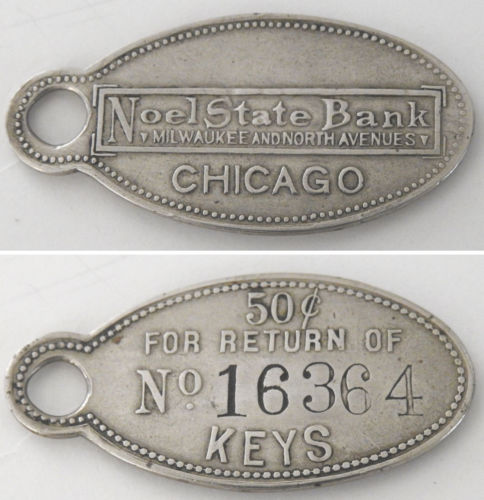 Noel State Bank
MILWAUKEE AND NORTH AVENUES
CHICAGO
50¢
FOR RETURN OF
No 16364
KEYS